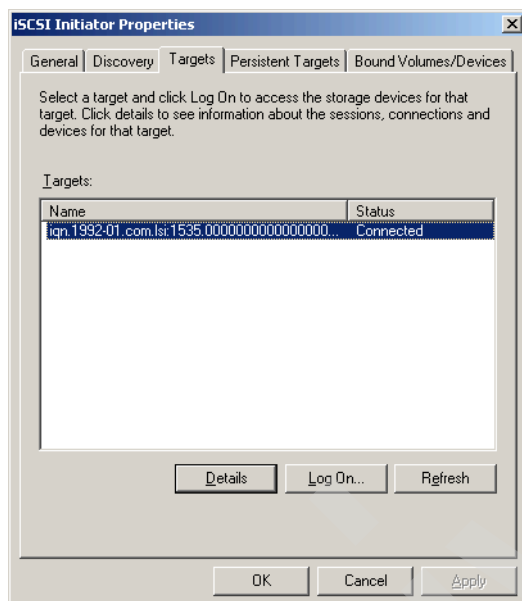 iSCSI Initiator Properties
General Discovery Targets Persistent Targets Bound Volumes/Devices
Select a target and click Log On to access the storage devices for that
target. Click details to see information about the sessions, connections and
devices for that target.
Targets:
Name Status
iqn.1992-01.com.lsi:1535.0000000000000000... Connected
Details Log On... Refresh
OK Cancel Apply